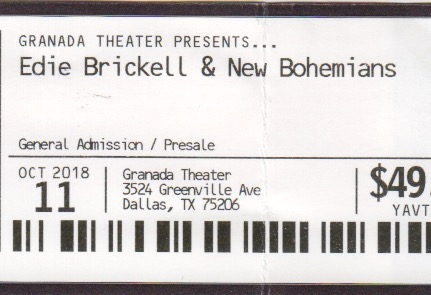 GRANADA THEATER PRESENTS...
Edie Brickell & New Bohemians
General Admission / Presale
OCT 2018
11
Granada Theater
3524 Greenville Ave
Dallas, TX 75206
$49.
YAVT